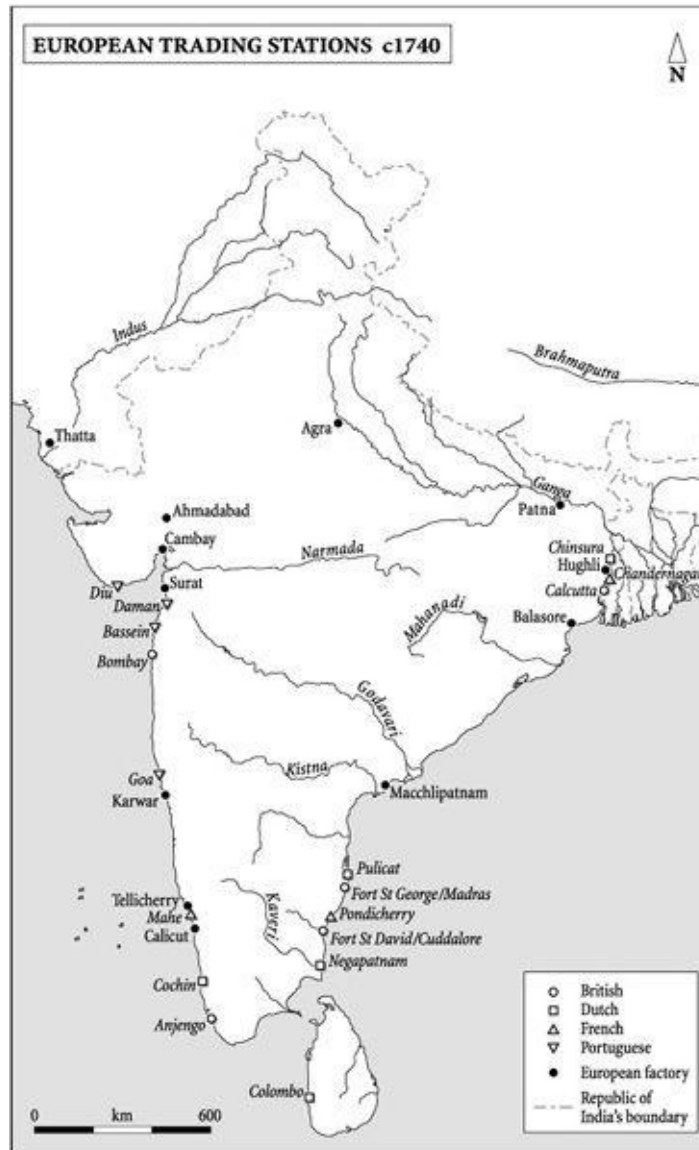 EUROPEAN TRADING STATIONS c1740
N
Indus
Brahmaputra
Thatta
Agra
Ganga
Patna
Ahmadabad
Cambay
Narmada
Chinsura
Hughli
Chandernagar
Calcutta
Diu
Surat
Daman
Mahanadi
Balasore
Bassein
Bombay
Godavari
Goa
Kistna
Karwar
Macchlipatnam
Pulicat
Fort St George/Madras
Tellicherry
Mahe
Kaveri
Pondicherry
Calicut
Fort St David/Cuddalore
Negapatnam
Cochin
Anjengo
Colombo
British
Dutch
French
Portuguese
European factory
Republic of
India's boundary
0 km 600